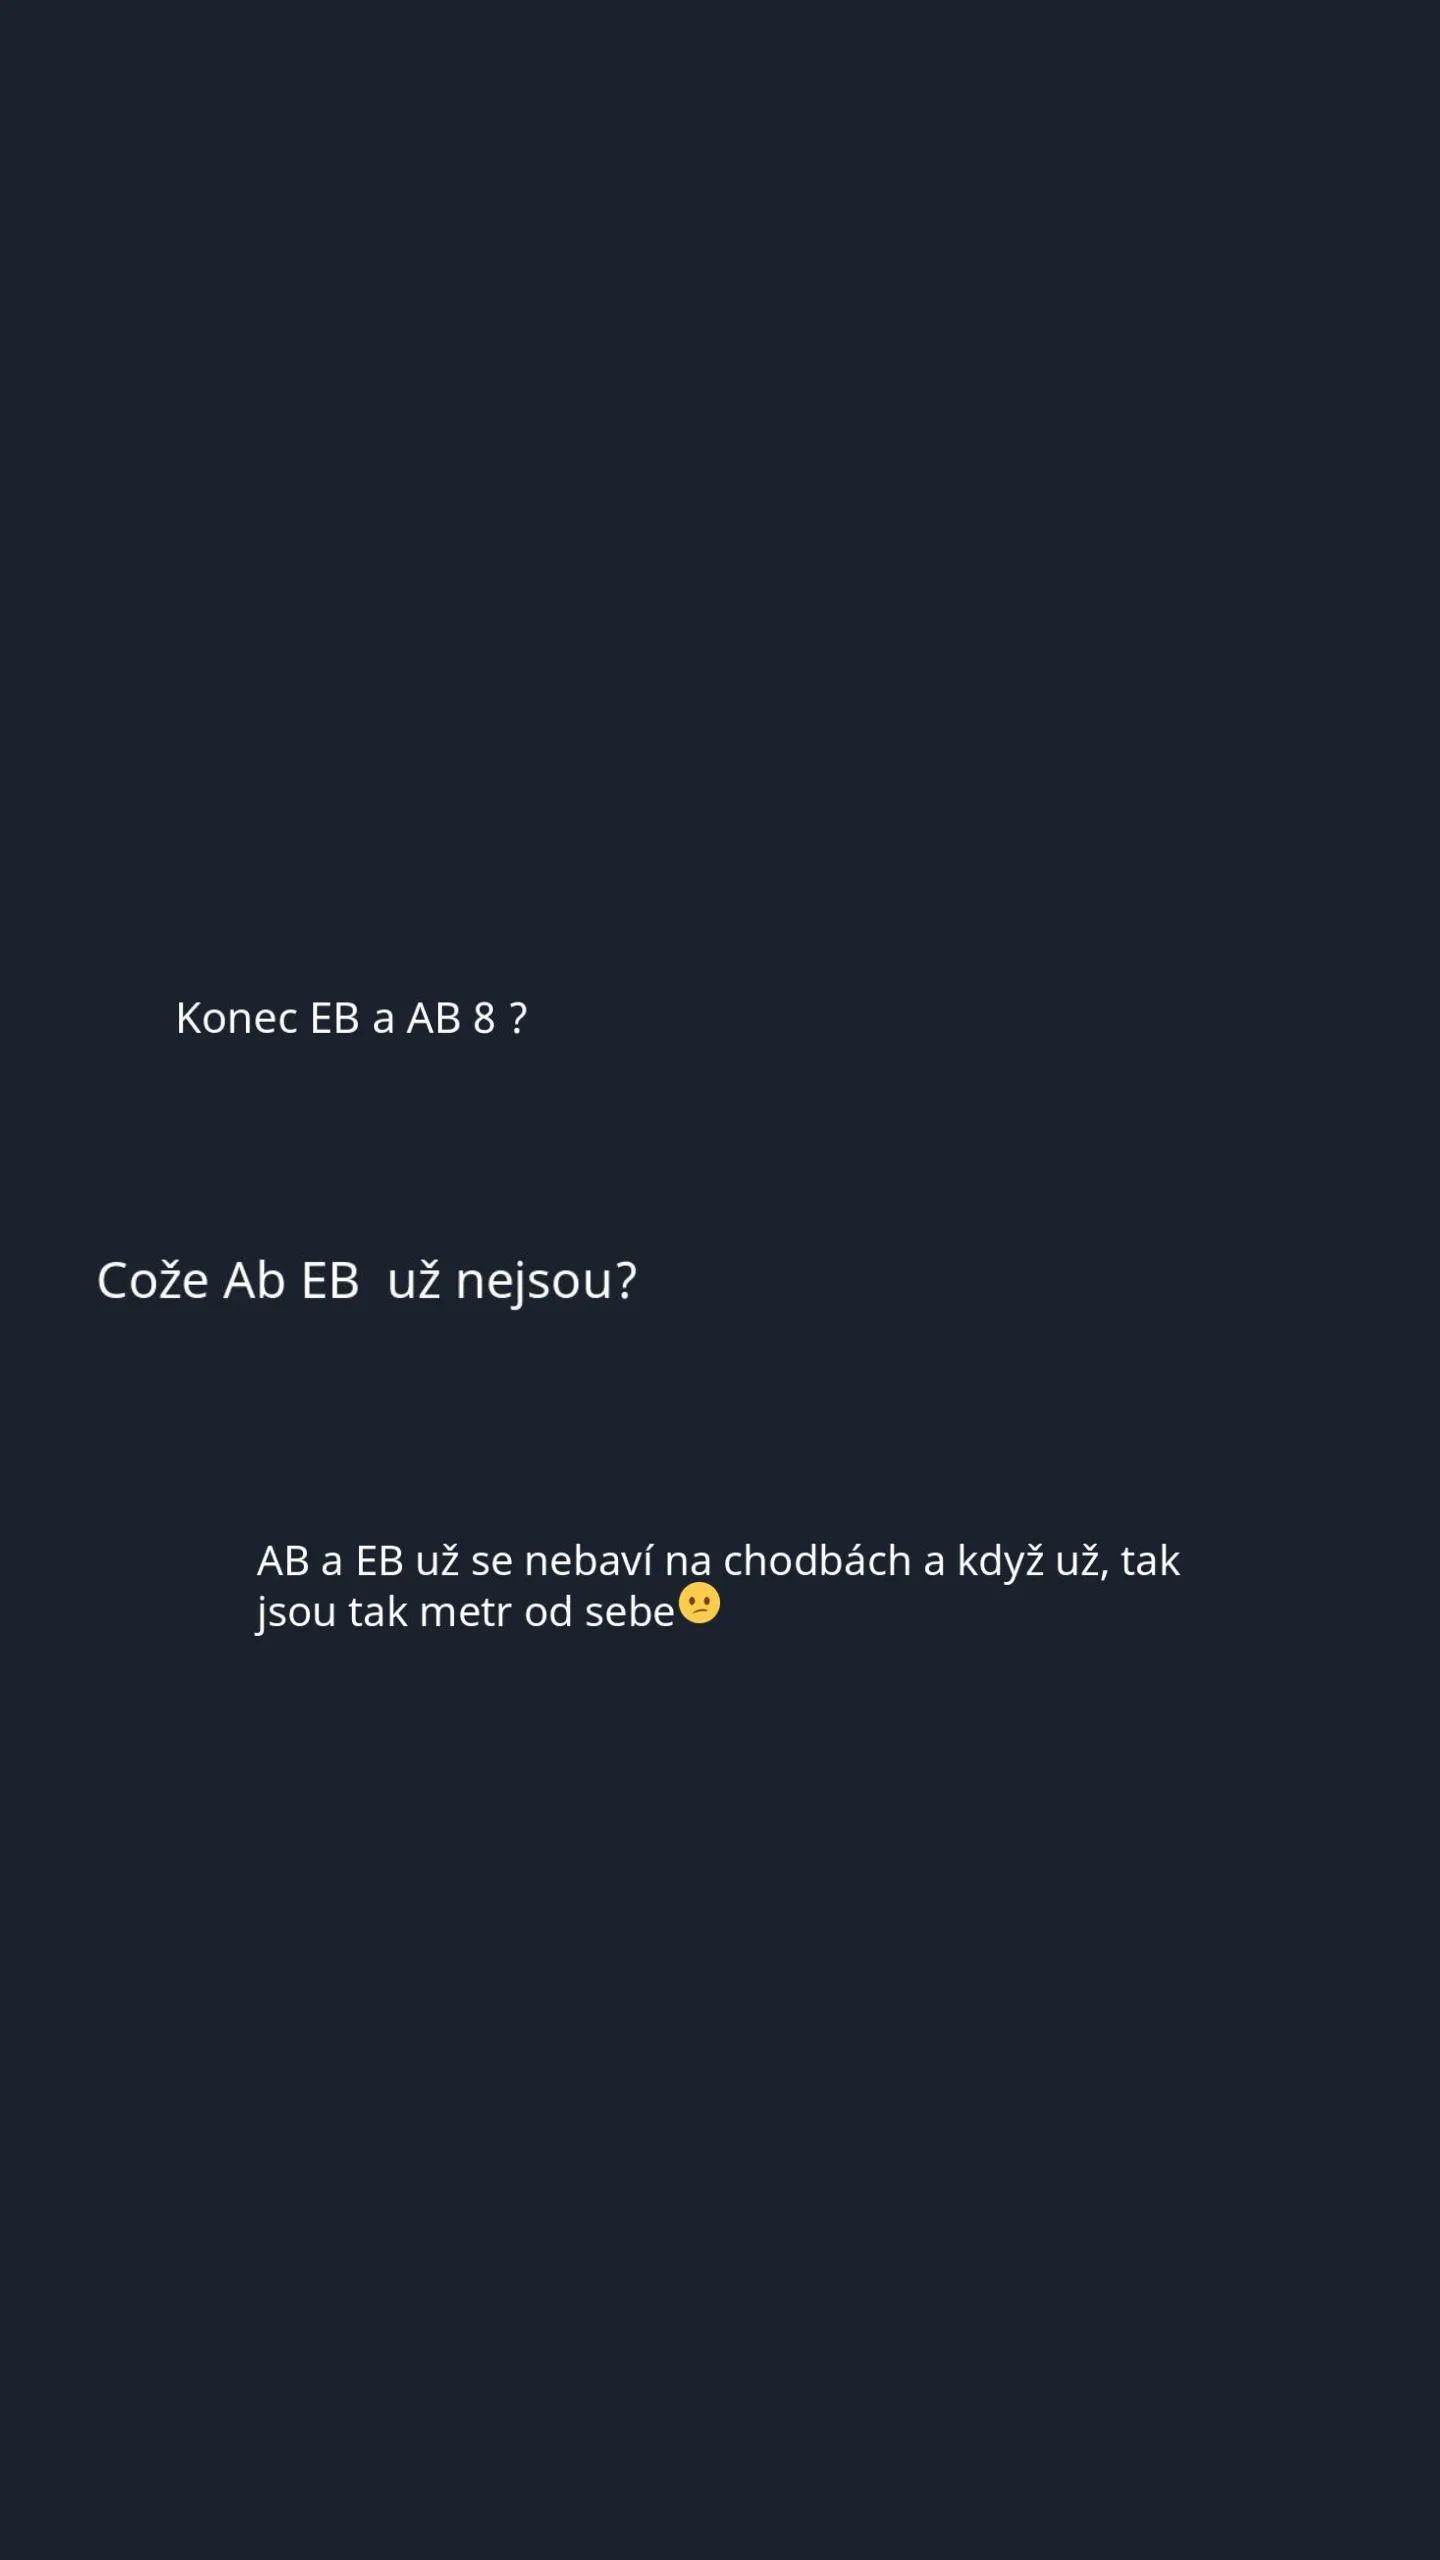 Konec EB a AB 8 ?
Cože Ab EB  už nejsou?
AB a EB už se nebaví na chodbách a když už, tak
jsou tak metr od sebe🫤